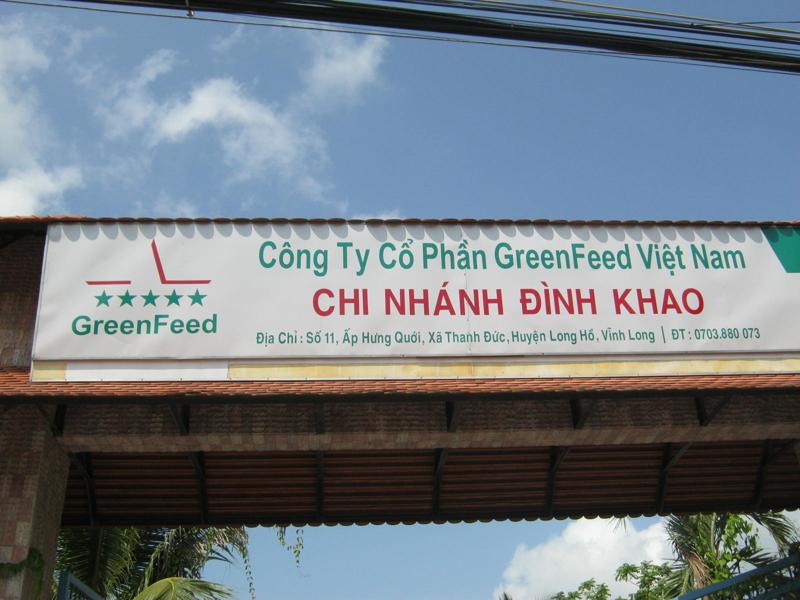 Công Ty Cổ Phần GreenFeed Việt Nam
CHI NHÁNH ĐÌNH KHAO
GreenFeed
Địa Chỉ : Số 11, Ấp Hưng Quới, Xã Thanh Đức, Huyện Long Hồ, Vĩnh Long | ĐT : 0703.880 073